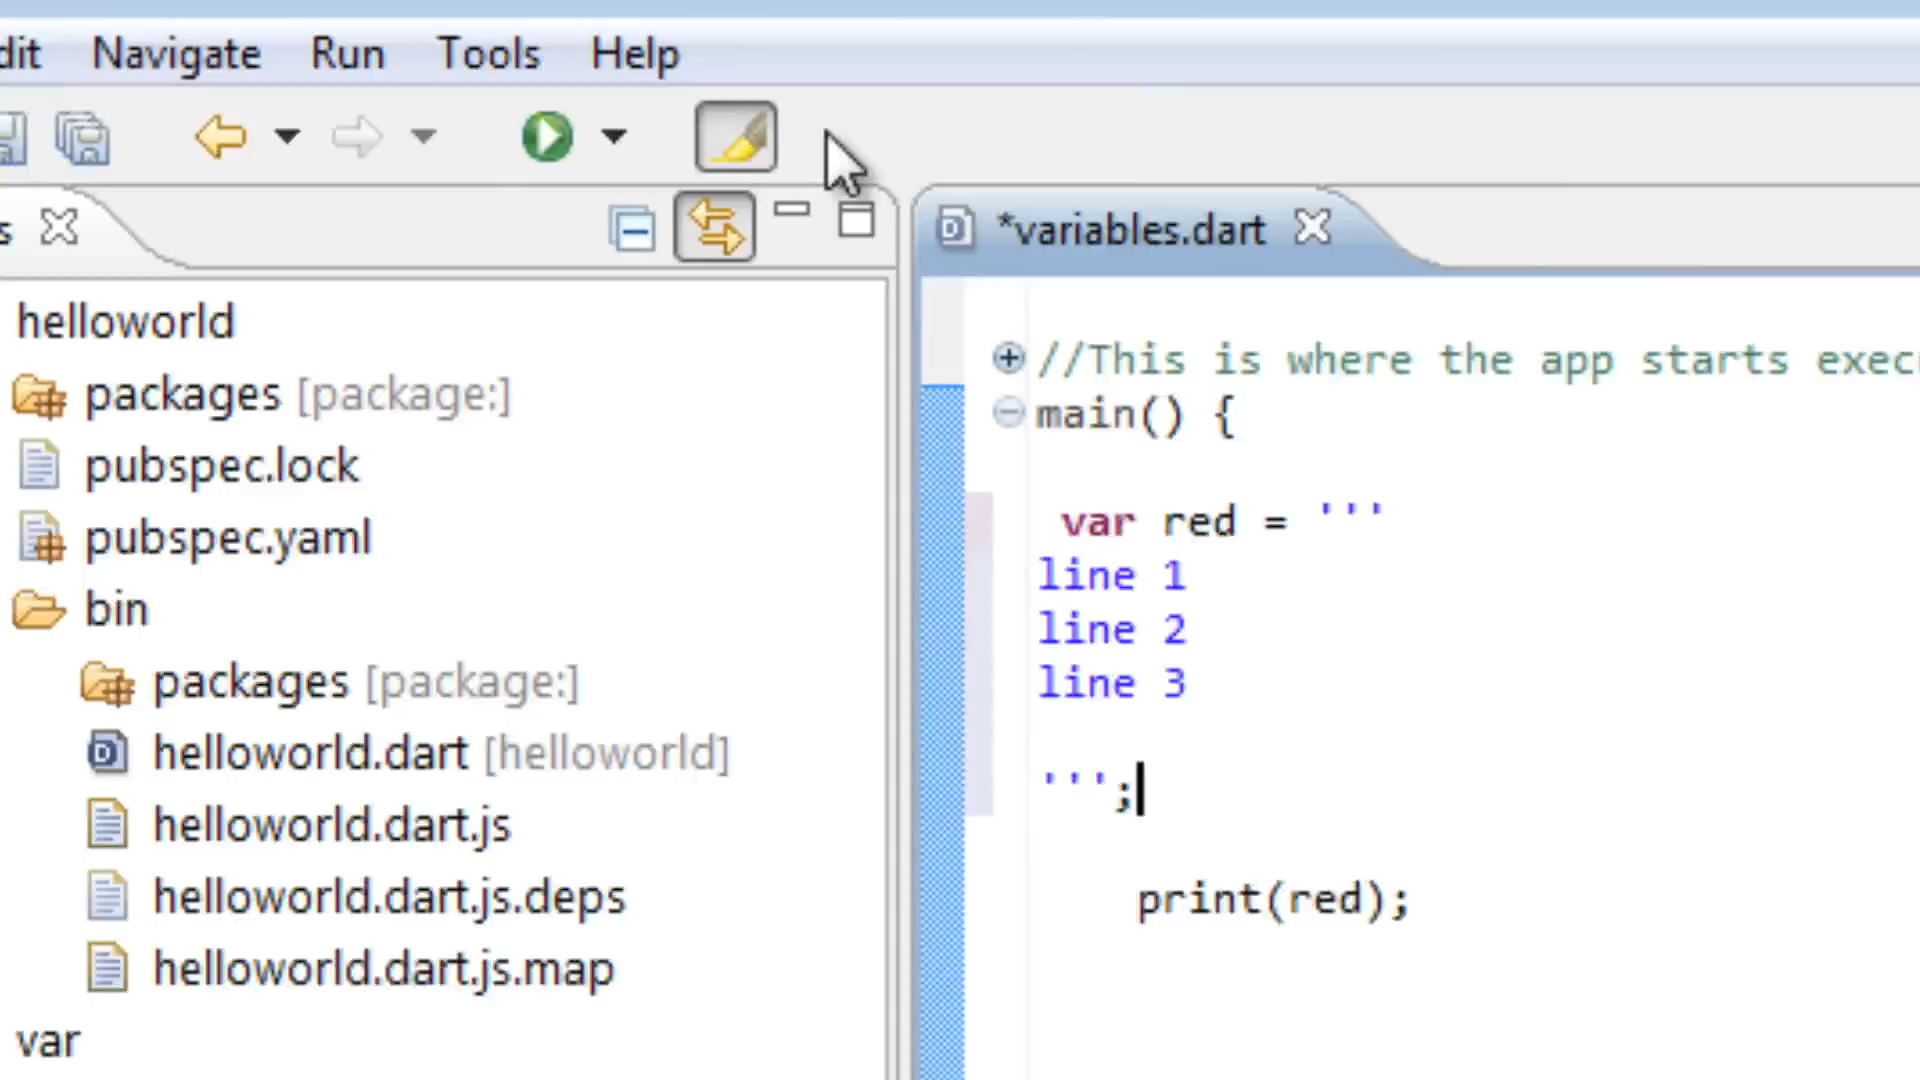 Navigate Run Tools Help
*variables.dart
helloworld
packages [package:]
pubspec.lock
pubspec.yaml
bin
packages [package:]
helloworld.dart [helloworld]
helloworld.dart.js
helloworld.dart.js.deps
helloworld.dart.js.map
var
//This is where the app starts
main() {
var red = '''
line 1
line 2
line 3
''';
print(red);